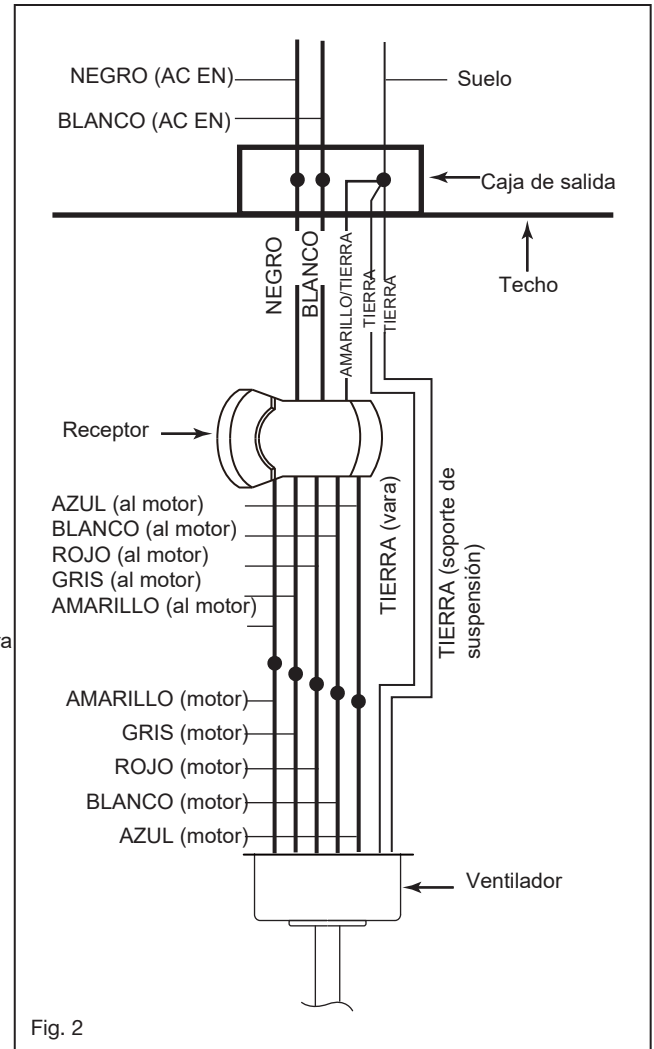 NEGRO (AC EN)
Suelo
BLANCO (AC EN)
Caja de salida
NEGRO
BLANCO
AMARILLO/TIERRA
TIERRA
TIERRA
Techo
Receptor
AZUL (al motor)
BLANCO (al motor)
ROJO (al motor)
GRIS (al motor)
AMARILLO (al motor)
TIERRA (vara)
TIERRA (soporte de
suspensión)
AMARILLO (motor)
GRIS (motor)
ROJO (motor)
BLANCO (motor)
AZUL (motor)
Ventilador
Fig. 2